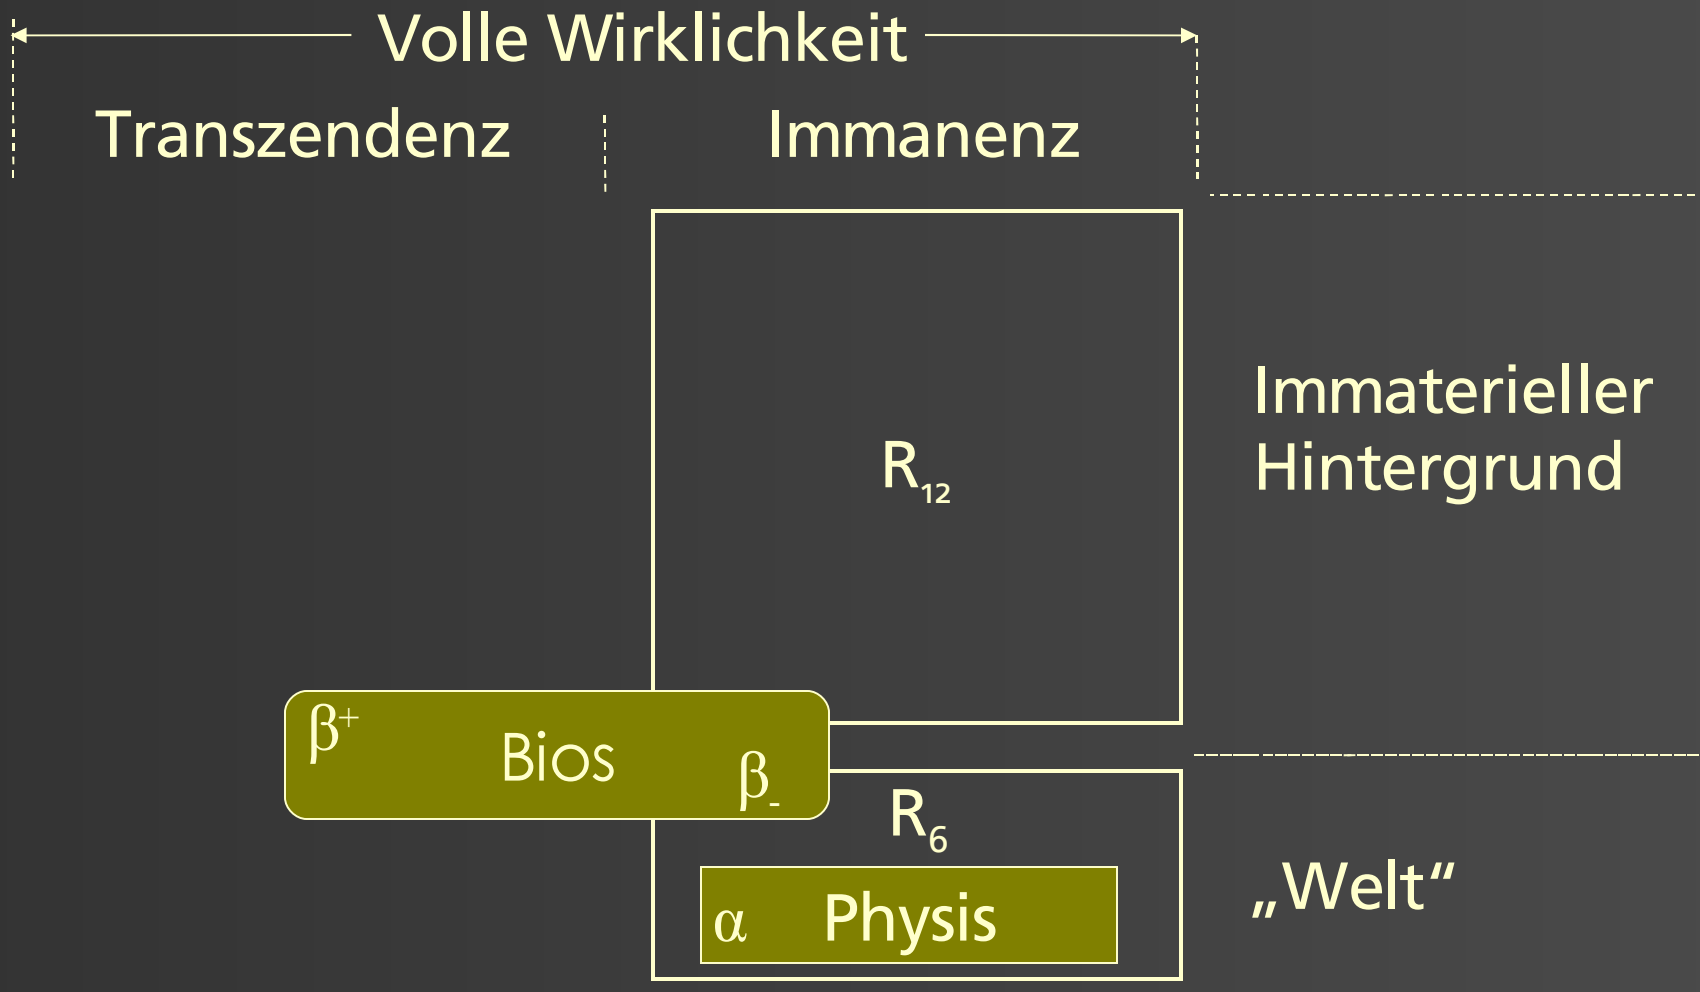 Volle Wirklichkeit
Transzendenz
Immanenz
Immaterieller
Hintergrund
R₁₂
β⁺
Bios
β₋
R₆
„Welt“
α
Physis